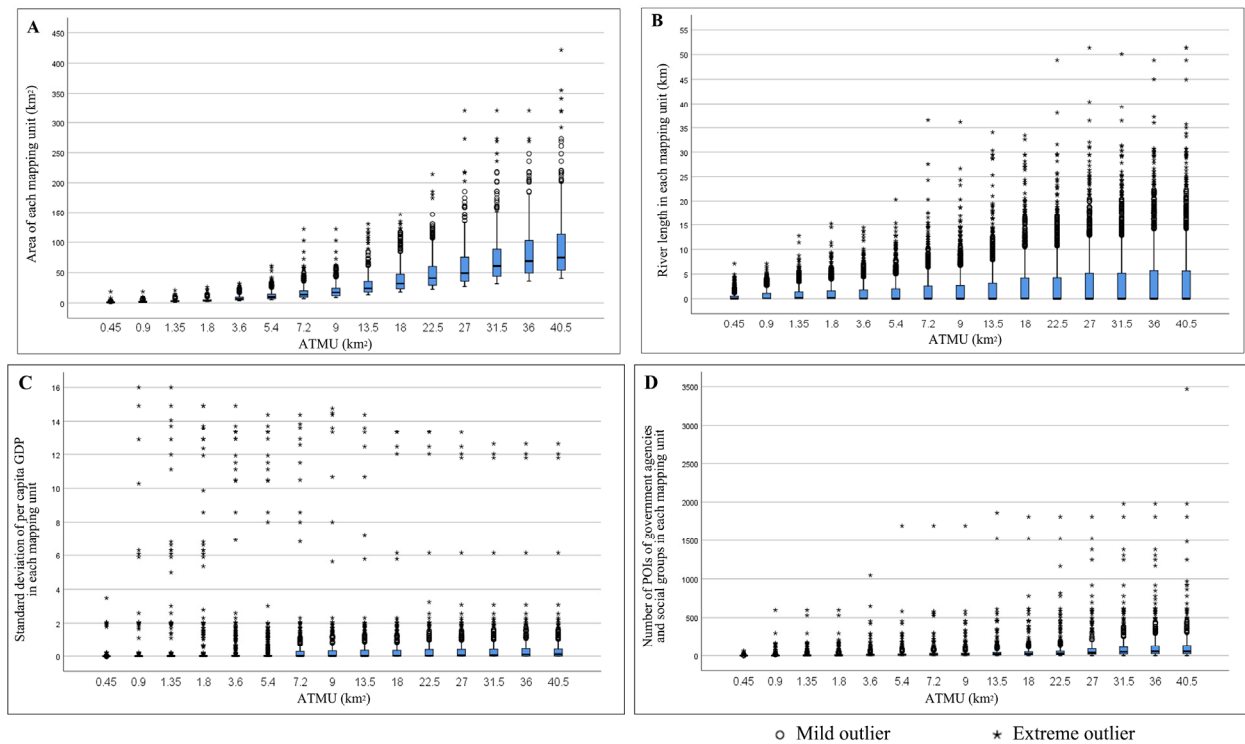 A
Area of each mapping unit (km²)
450
400
350
300
250
200
150
100
50
0
0.45 0.9 1.35 1.8 3.6 5.4 7.2 9 13.5 18 22.5 27 31.5 36 40.5
ATMU (km²)
B
River length in each mapping unit (km)
55
50
45
40
35
30
25
20
15
10
5
0
0.45 0.9 1.35 1.8 3.6 5.4 7.2 9 13.5 18 22.5 27 31.5 36 40.5
ATMU (km²)
C
Standard deviation of per capita GDP
in each mapping unit
16
14
12
10
8
6
4
2
0
0.45 0.9 1.35 1.8 3.6 5.4 7.2 9 13.5 18 22.5 27 31.5 36 40.5
ATMU (km²)
D
Number of POIs of government agencies
and social groups in each mapping unit
3500
3000
2500
2000
1500
1000
500
0
0.45 0.9 1.35 1.8 3.6 5.4 7.2 9 13.5 18 22.5 27 31.5 36 40.5
ATMU (km²)
Mild outlier
Extreme outlier